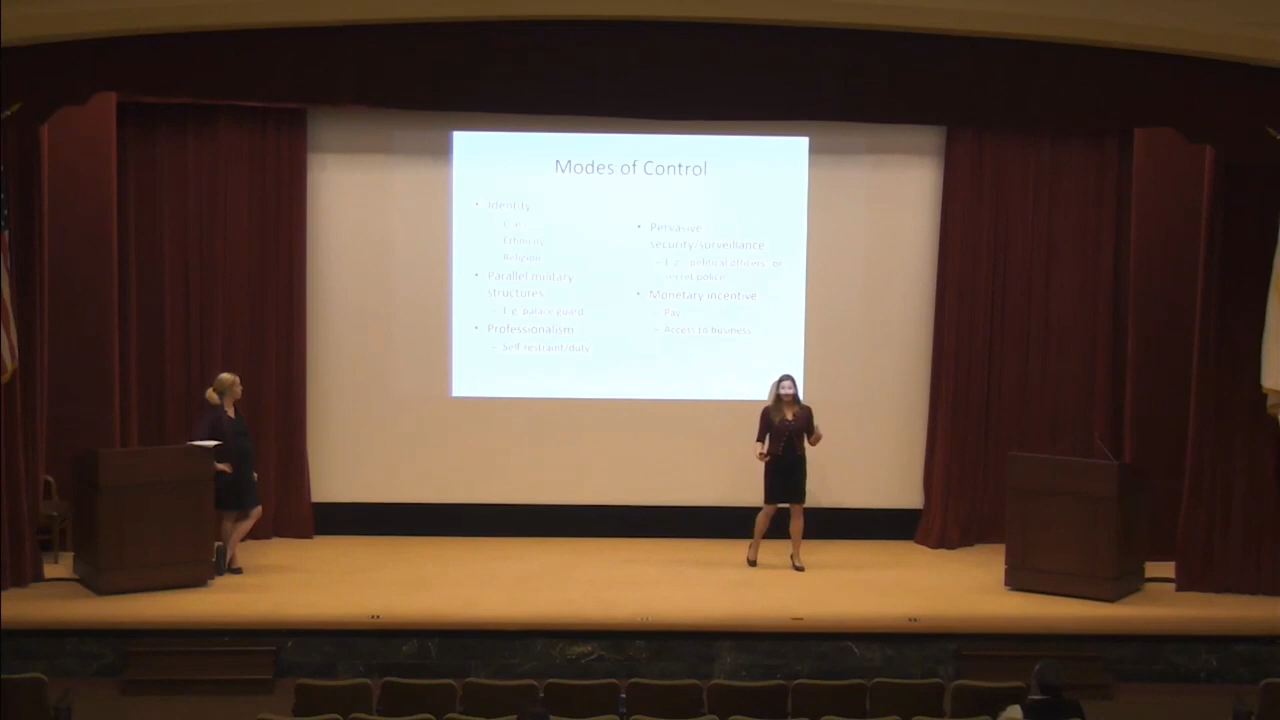 Modes of Control
• Identity
Ethnicity
Religion
• Parallel military
structures
E.g. palace guard
• Professionalism
– Self restraint/duty
• Pervasive
security/surveillance
– E.g. political officers, or
secret police
• Monetary incentive
– Pay
– Access to business